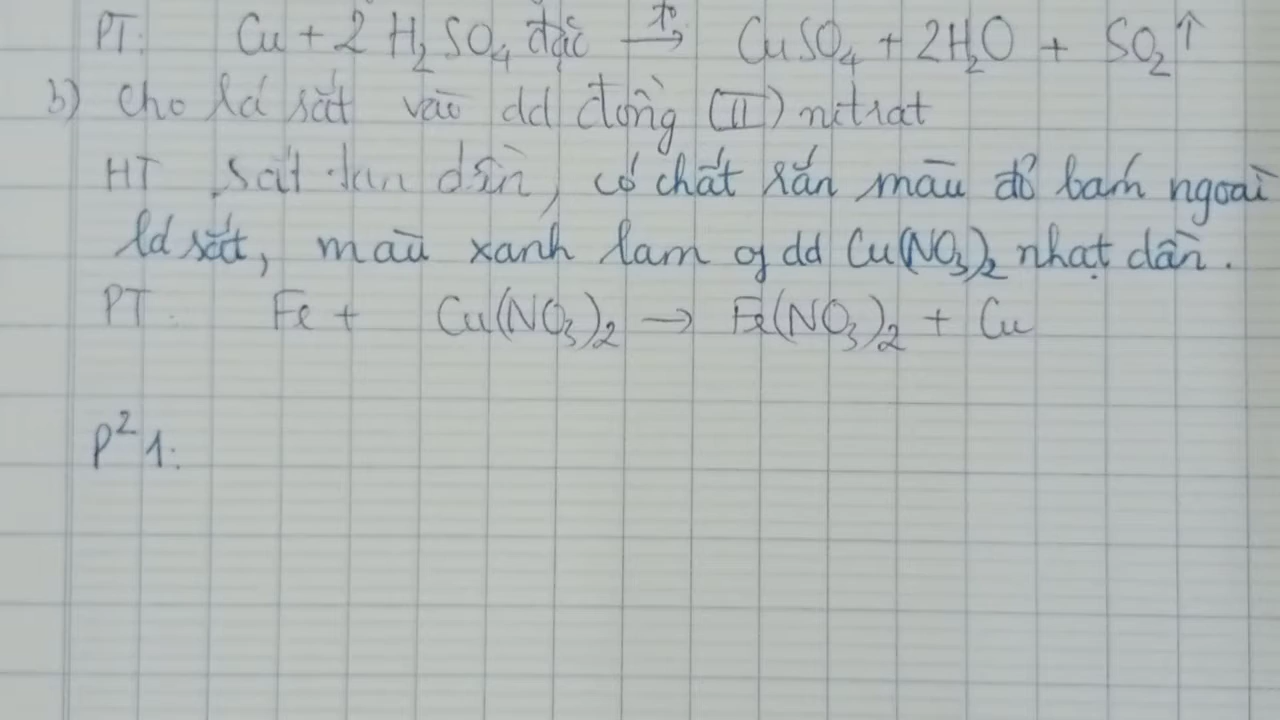 PT: Cu + 2 H₂SO₄ đặc →(t°) CuSO₄ + 2H₂O + SO₂↑
b) Cho lá sắt vào dd đồng (II) nitrat
HT Sắt tan dần, có chất rắn màu đỏ bám ngoài
lá sắt, màu xanh lam of dd Cu(NO₃)₂ nhạt dần.
PT: Fe + Cu(NO₃)₂ → Fe(NO₃)₂ + Cu
P² 1: